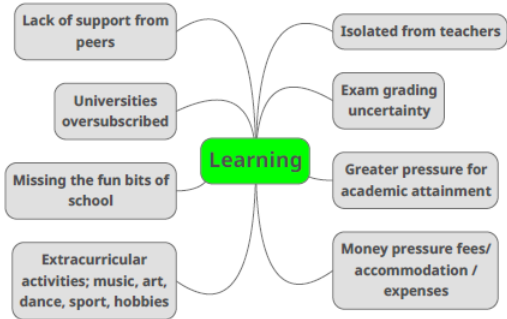 Lack of support from
peers
Universities
oversubscribed
Missing the fun bits of
school
Extracurricular
activities; music, art,
dance, sport, hobbies
Learning
Isolated from teachers
Exam grading
uncertainty
Greater pressure for
academic attainment
Money pressure fees/
accommodation /
expenses